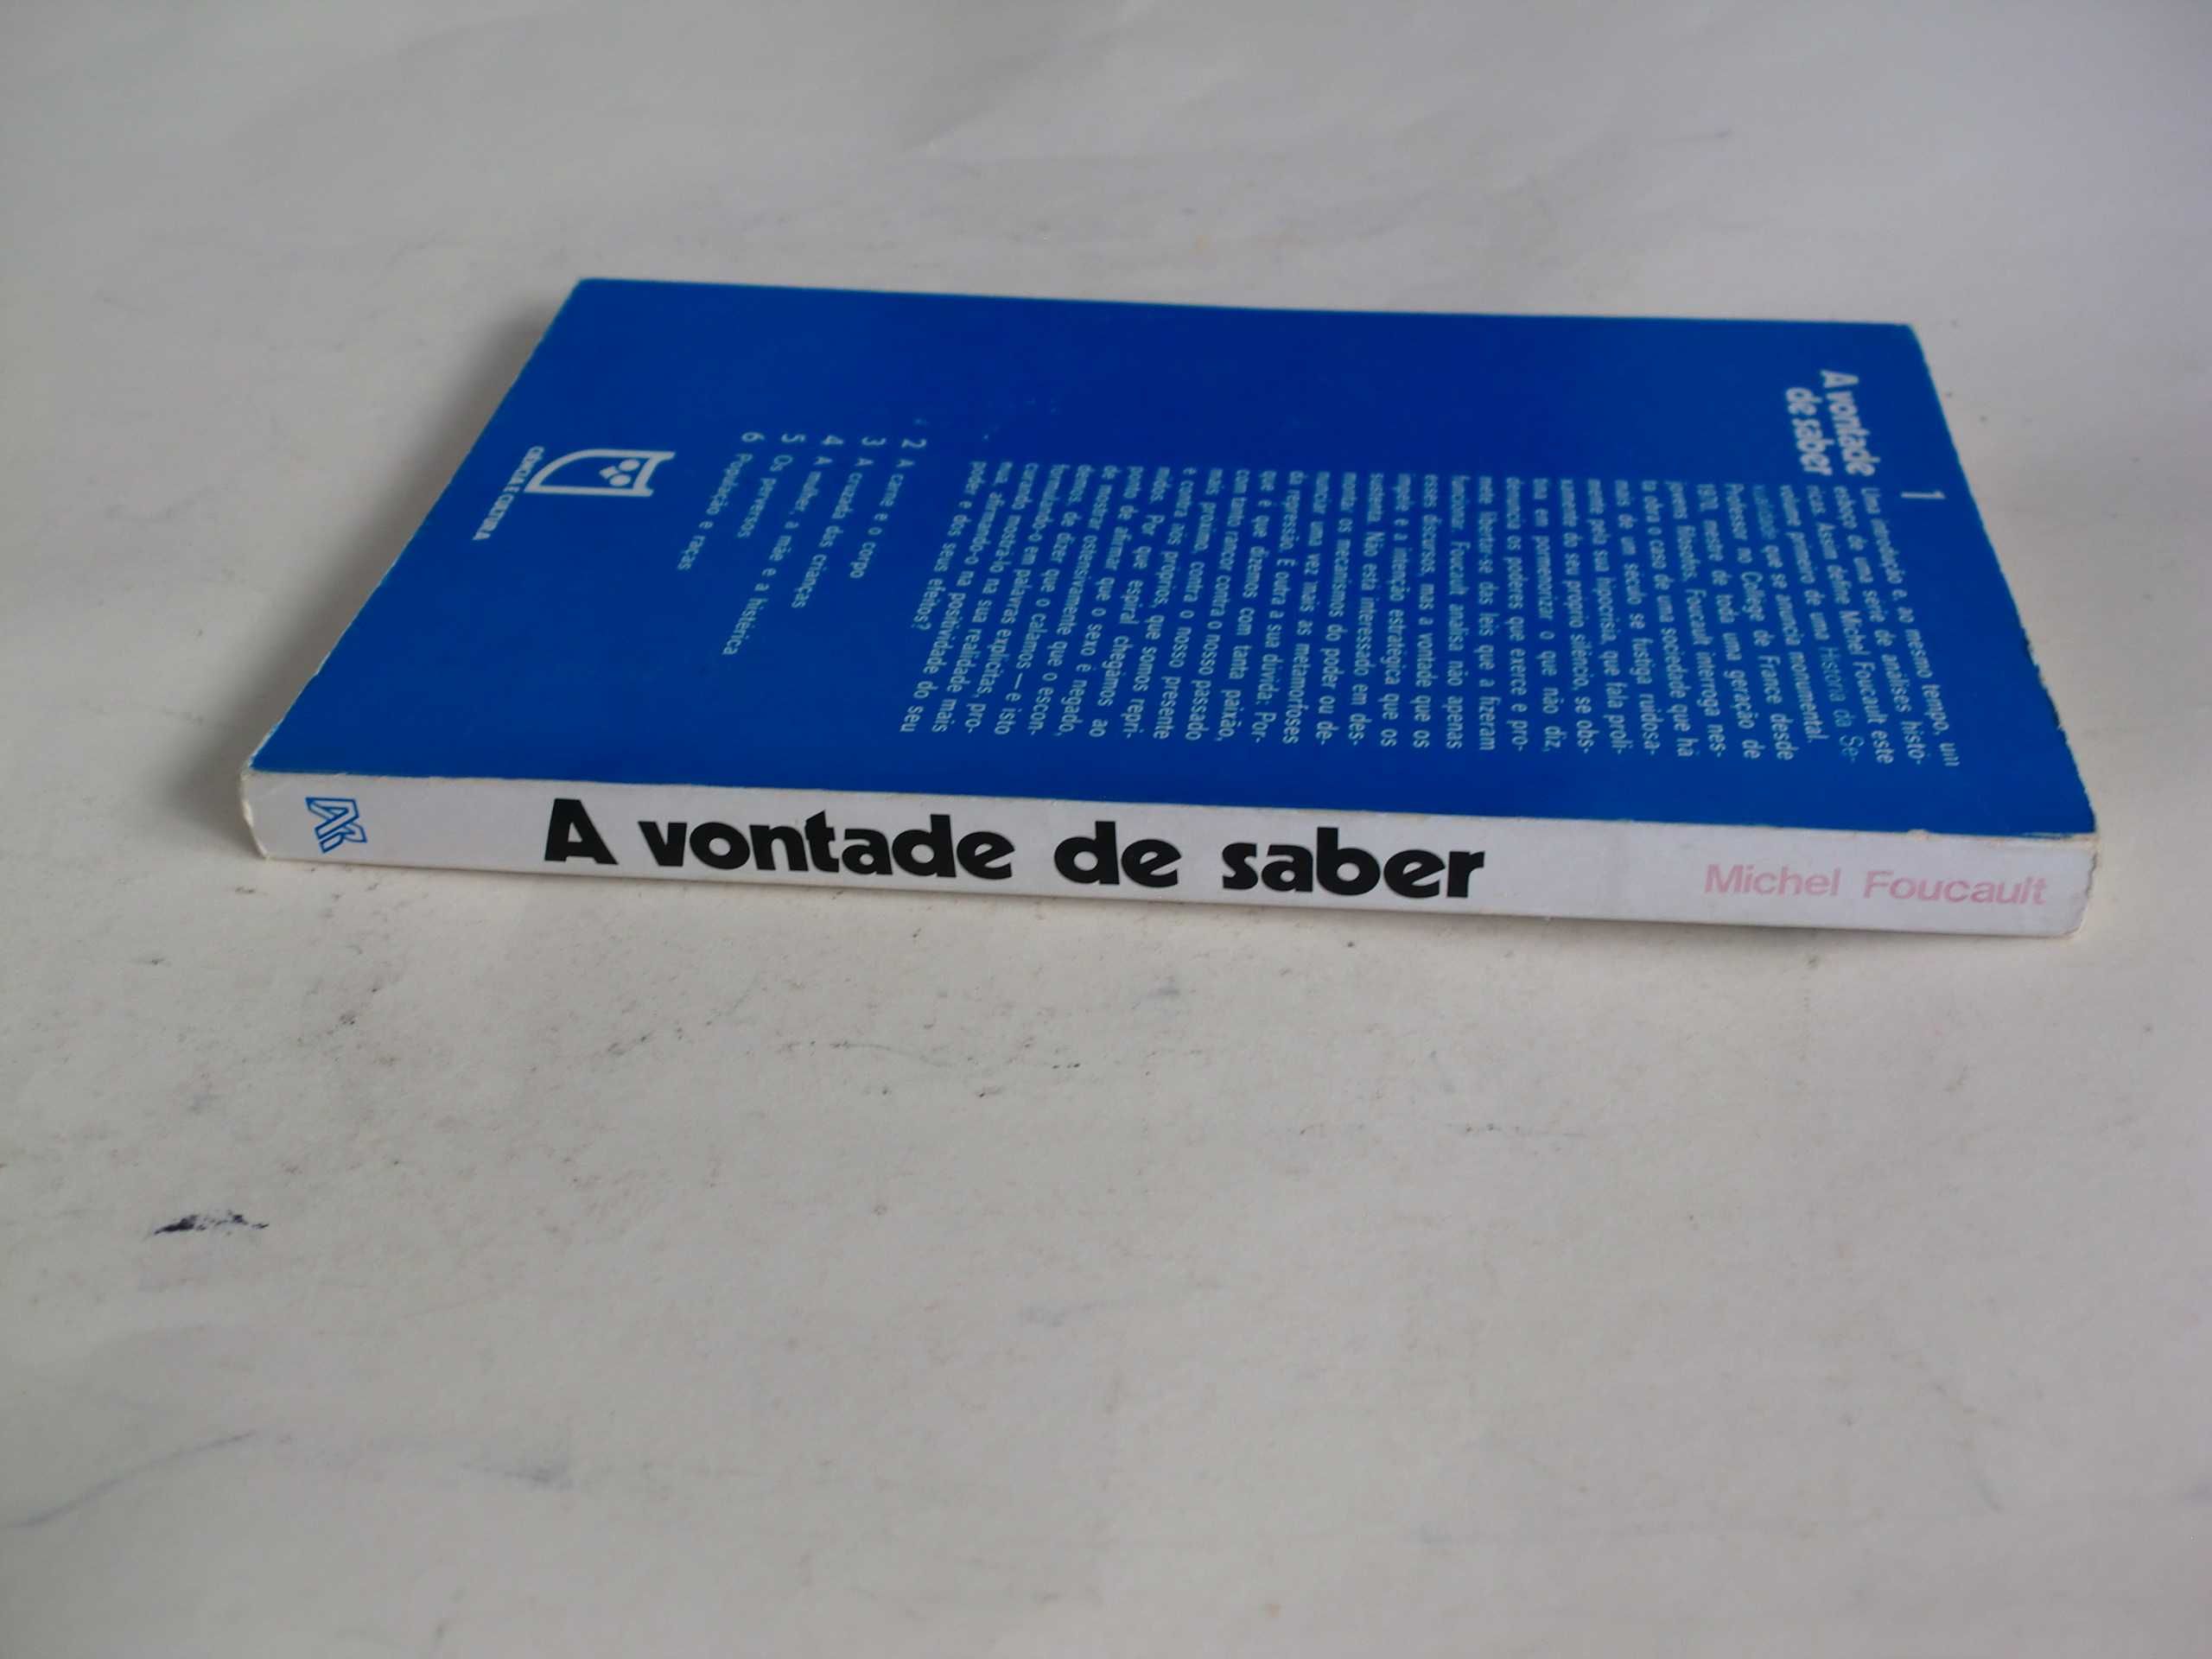 1
A vontade
de saber
Uma introdução e, ao mesmo tempo, um
esboço de uma série de análises histó-
ricas. Assim define Michel Foucault este
volume primeiro de uma História da Se-
xualidade que se anuncia monumental.
Professor no Collège de France desde
1970, mestre de toda uma geração de
jovens filósofos, Foucault interroga nes-
ta obra o caso de uma sociedade que há
mais de um século se fustiga ruidosa-
mente pela sua hipocrisia, que fala proli-
xamente do seu próprio silêncio, se obs-
tina em pormenorizar o que não diz,
denuncia os poderes que exerce e pro-
mete libertar-se das leis que a fizeram
funcionar. Foucault analisa não apenas
esses discursos, mas a vontade que os
impele e a intenção estratégica que os
sustenta. Não está interessado em des-
montar os mecanismos do poder ou de-
nunciar uma vez mais as metamorfoses
da repressão. É outra a sua dúvida: Por-
que é que dizemos com tanta paixão,
com tanto rancor contra o nosso passado
mais próximo, contra o nosso presente
e contra nós próprios, que somos repri-
midos. Por que espiral chegámos ao
ponto de afirmar que o sexo é negado,
de mostrar ostensivamente que o escon-
demos, de dizer que o calamos — e isto
formulando-o em palavras explícitas, pro-
curando mostrá-lo na sua realidade mais
nua, afirmando-o na positividade do seu
poder e dos seus efeitos?
2 A carne e o corpo
3 A cruzada das crianças
4 A mulher, a mãe e a histérica
5 Os perversos
6 População e raças
CIÊNCIA E CULTURA
AR
A vontade de saber
Michel Foucault